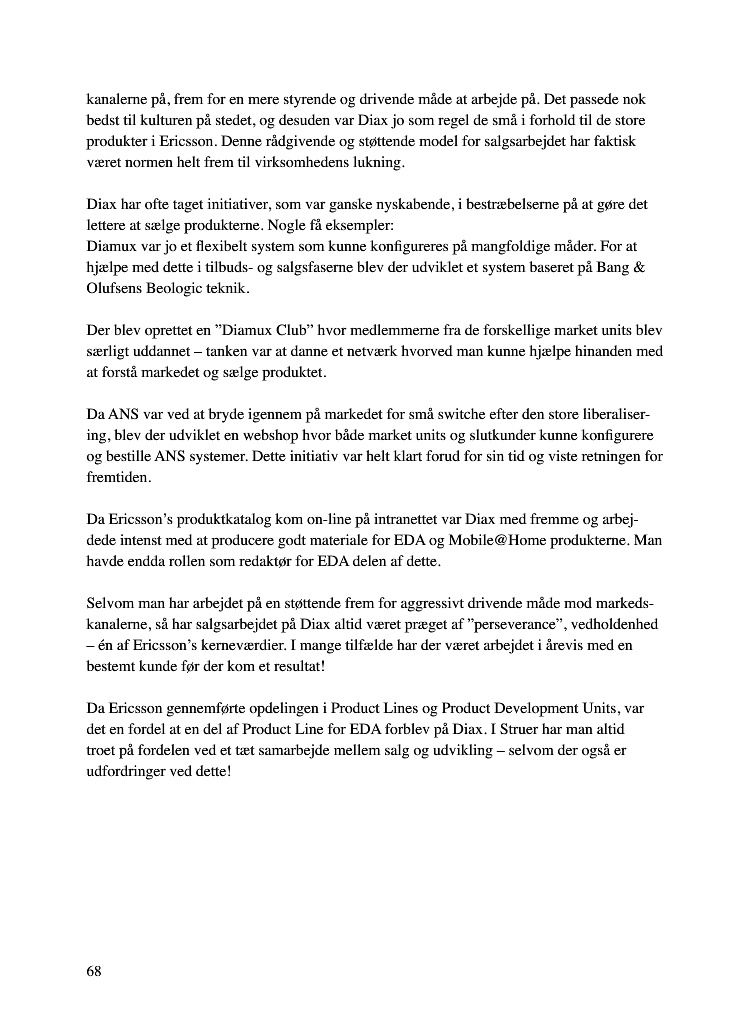 kanalerne på, frem for en mere styrende og drivende måde at arbejde på. Det passede nok
bedst til kulturen på stedet, og desuden var Diax jo som regel de små i forhold til de store
produkter i Ericsson. Denne rådgivende og støttende model for salgsarbejdet har faktisk
været normen helt frem til virksomhedens lukning.
Diax har ofte taget initiativer, som var ganske nyskabende, i bestræbelserne på at gøre det
lettere at sælge produkterne. Nogle få eksempler:
Diamux var jo et flexibelt system som kunne konfigureres på mangfoldige måder. For at
hjælpe med dette i tilbuds- og salgsfaserne blev der udviklet et system baseret på Bang &
Olufsens Beologic teknik.
Der blev oprettet en ”Diamux Club” hvor medlemmerne fra de forskellige market units blev
særligt uddannet – tanken var at danne et netværk hvorved man kunne hjælpe hinanden med
at forstå markedet og sælge produktet.
Da ANS var ved at bryde igennem på markedet for små switche efter den store liberaliser-
ing, blev der udviklet en webshop hvor både market units og slutkunder kunne konfigurere
og bestille ANS systemer. Dette initiativ var helt klart forud for sin tid og viste retningen for
fremtiden.
Da Ericsson’s produktkatalog kom on-line på intranettet var Diax med fremme og arbej-
dede intenst med at producere godt materiale for EDA og Mobile@Home produkterne. Man
havde endda rollen som redaktør for EDA delen af dette.
Selvom man har arbejdet på en støttende frem for aggressivt drivende måde mod markeds-
kanalerne, så har salgsarbejdet på Diax altid været præget af ”perseverance”, vedholdenhed
– én af Ericsson’s kerneværdier. I mange tilfælde har der været arbejdet i årevis med en
bestemt kunde før der kom et resultat!
Da Ericsson gennemførte opdelingen i Product Lines og Product Development Units, var
det en fordel at en del af Product Line for EDA forblev på Diax. I Struer har man altid
troet på fordelen ved et tæt samarbejde mellem salg og udvikling – selvom der også er
udfordringer ved dette!
68